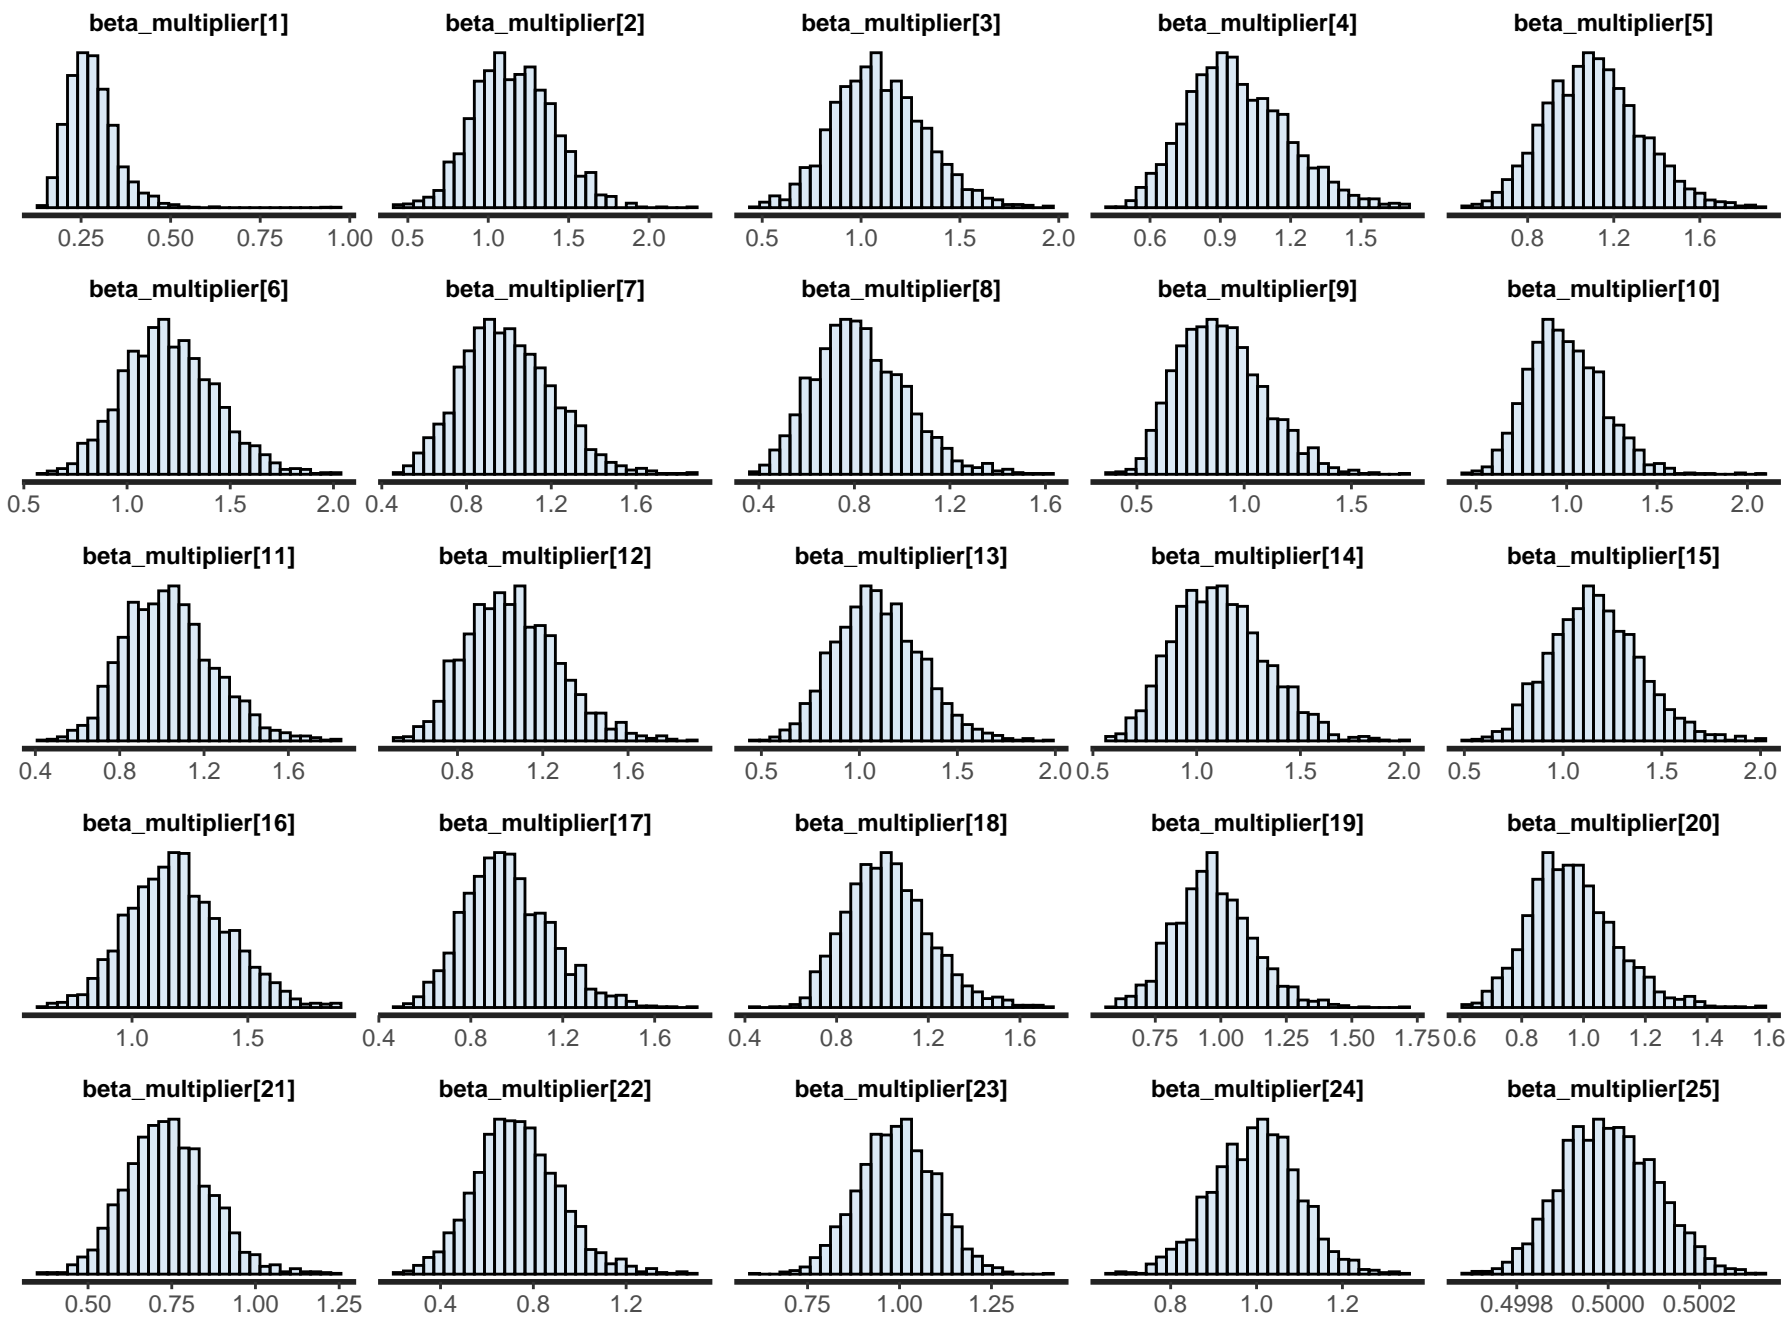 beta_multiplier[1] beta_multiplier[2] beta_multiplier[3] beta_multiplier[4] beta_multiplier[5]
0.25 0.50 0.75 1.00 0.5 1.0 1.5 2.0 0.5 1.0 1.5 2.0 0.6 0.9 1.2 1.5 0.8 1.2 1.6
beta_multiplier[6] beta_multiplier[7] beta_multiplier[8] beta_multiplier[9] beta_multiplier[10]
0.5 1.0 1.5 2.0 0.4 0.8 1.2 1.6 0.4 0.8 1.2 1.6 0.5 1.0 1.5 0.5 1.0 1.5 2.0
beta_multiplier[11] beta_multiplier[12] beta_multiplier[13] beta_multiplier[14] beta_multiplier[15]
0.4 0.8 1.2 1.6 0.8 1.2 1.6 0.5 1.0 1.5 2.0 0.5 1.0 1.5 2.0 0.5 1.0 1.5 2.0
beta_multiplier[16] beta_multiplier[17] beta_multiplier[18] beta_multiplier[19] beta_multiplier[20]
1.0 1.5 0.4 0.8 1.2 1.6 0.4 0.8 1.2 1.6 0.75 1.00 1.25 1.50 1.75 0.6 0.8 1.0 1.2 1.4 1.6
beta_multiplier[21] beta_multiplier[22] beta_multiplier[23] beta_multiplier[24] beta_multiplier[25]
0.50 0.75 1.00 1.25 0.4 0.8 1.2 0.75 1.00 1.25 0.8 1.0 1.2 0.4998 0.5000 0.5002